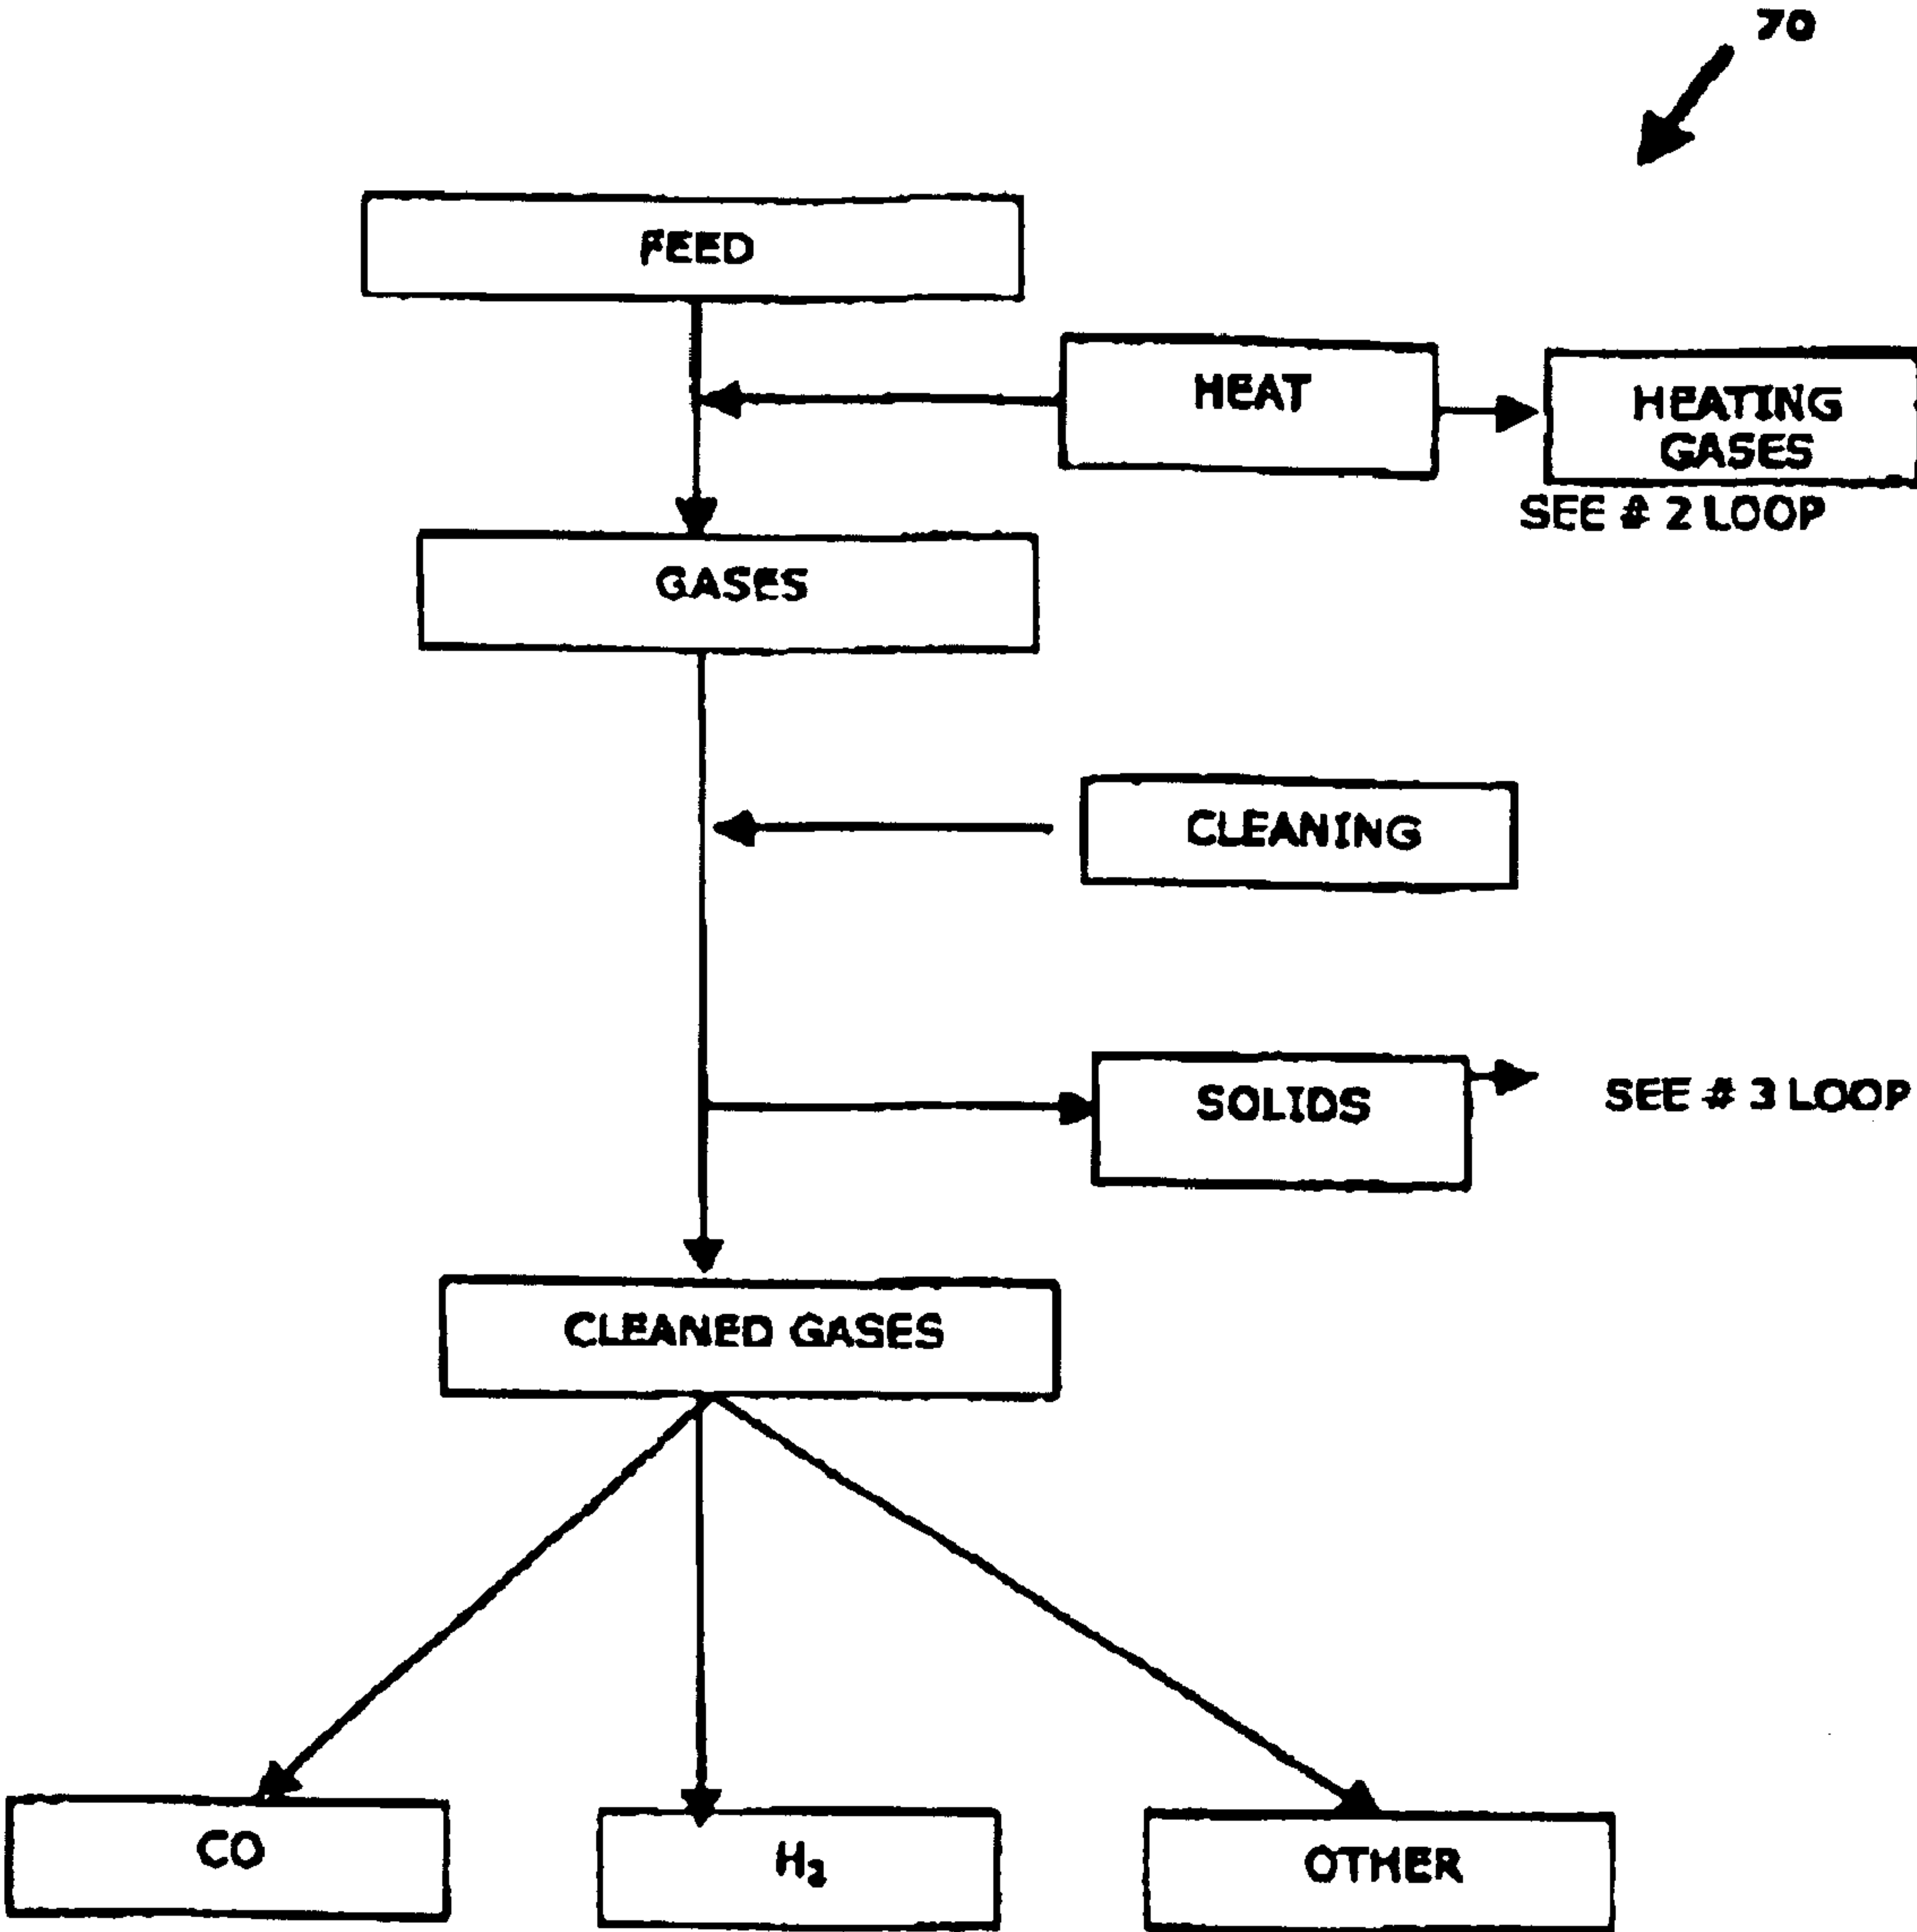 70
FEED
HEAT
HEATING
GASES
SEE # 2 LOOP
GASES
CLEANING
SOLIDS
SEE # 3 LOOP
CLEANED GASES
CO
H₂
OTHER